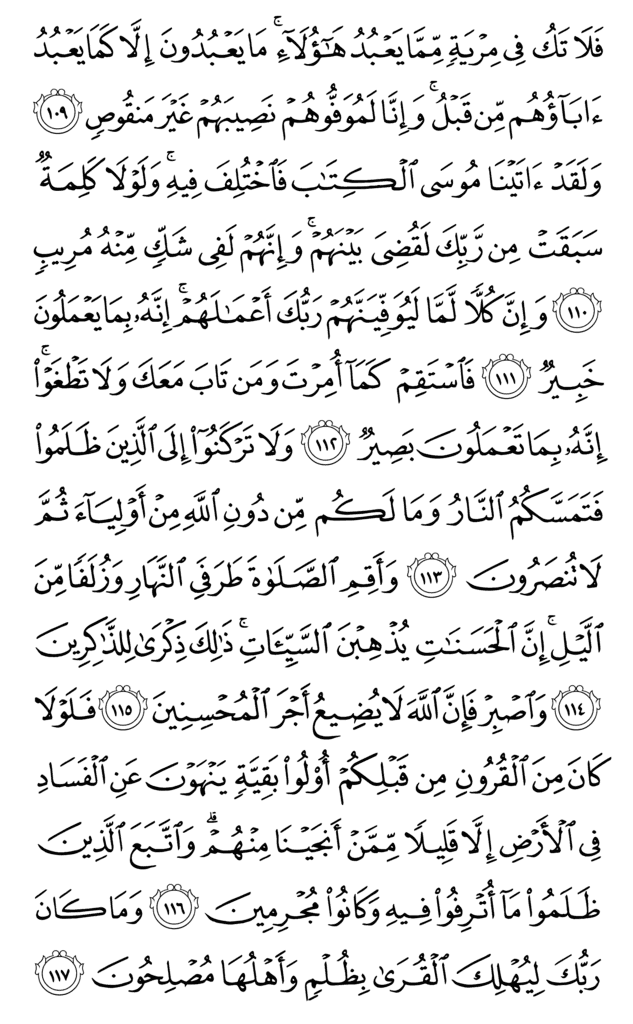 فَلَا تَكُ فِى مِرْيَةٍ مِّمَّا يَعْبُدُ هَٰٓؤُلَآءِ ۚ مَا يَعْبُدُونَ إِلَّا كَمَا يَعْبُدُ
ءَابَآؤُهُم مِّن قَبْلُ ۚ وَإِنَّا لَمُوَفُّوهُمْ نَصِيبَهُمْ غَيْرَ مَنقُوصٍ ١٠٩
وَلَقَدْ ءَاتَيْنَا مُوسَى ٱلْكِتَٰبَ فَٱخْتُلِفَ فِيهِ ۚ وَلَوْلَا كَلِمَةٌ
سَبَقَتْ مِن رَّبِّكَ لَقُضِىَ بَيْنَهُمْ ۚ وَإِنَّهُمْ لَفِى شَكٍّ مِّنْهُ مُرِيبٍ
١١٠ وَإِنَّ كُلًّا لَّمَّا لَيُوَفِّيَنَّهُمْ رَبُّكَ أَعْمَٰلَهُمْ ۚ إِنَّهُۥ بِمَا يَعْمَلُونَ
خَبِيرٌ ١١١ فَٱسْتَقِمْ كَمَآ أُمِرْتَ وَمَن تَابَ مَعَكَ وَلَا تَطْغَوْا۟ ۚ
إِنَّهُۥ بِمَا تَعْمَلُونَ بَصِيرٌ ١١٢ وَلَا تَرْكَنُوٓا۟ إِلَى ٱلَّذِينَ ظَلَمُوا۟
فَتَمَسَّكُمُ ٱلنَّارُ وَمَا لَكُم مِّن دُونِ ٱللَّهِ مِنْ أَوْلِيَآءَ ثُمَّ
لَا تُنصَرُونَ ١١٣ وَأَقِمِ ٱلصَّلَوٰةَ طَرَفَىِ ٱلنَّهَارِ وَزُلَفًا مِّنَ
ٱلَّيْلِ ۚ إِنَّ ٱلْحَسَنَٰتِ يُذْهِبْنَ ٱلسَّيِّـَٔاتِ ۚ ذَٰلِكَ ذِكْرَىٰ لِلذَّٰكِرِينَ
١١٤ وَٱصْبِرْ فَإِنَّ ٱللَّهَ لَا يُضِيعُ أَجْرَ ٱلْمُحْسِنِينَ ١١٥ فَلَوْلَا
كَانَ مِنَ ٱلْقُرُونِ مِن قَبْلِكُمْ أُو۟لُوا۟ بَقِيَّةٍ يَنْهَوْنَ عَنِ ٱلْفَسَادِ
فِى ٱلْأَرْضِ إِلَّا قَلِيلًا مِّمَّنْ أَنجَيْنَا مِنْهُمْ ۗ وَٱتَّبَعَ ٱلَّذِينَ
ظَلَمُوا۟ مَآ أُتْرِفُوا۟ فِيهِ وَكَانُوا۟ مُجْرِمِينَ ١١٦ وَمَا كَانَ
رَبُّكَ لِيُهْلِكَ ٱلْقُرَىٰ بِظُلْمٍ وَأَهْلُهَا مُصْلِحُونَ ١١٧